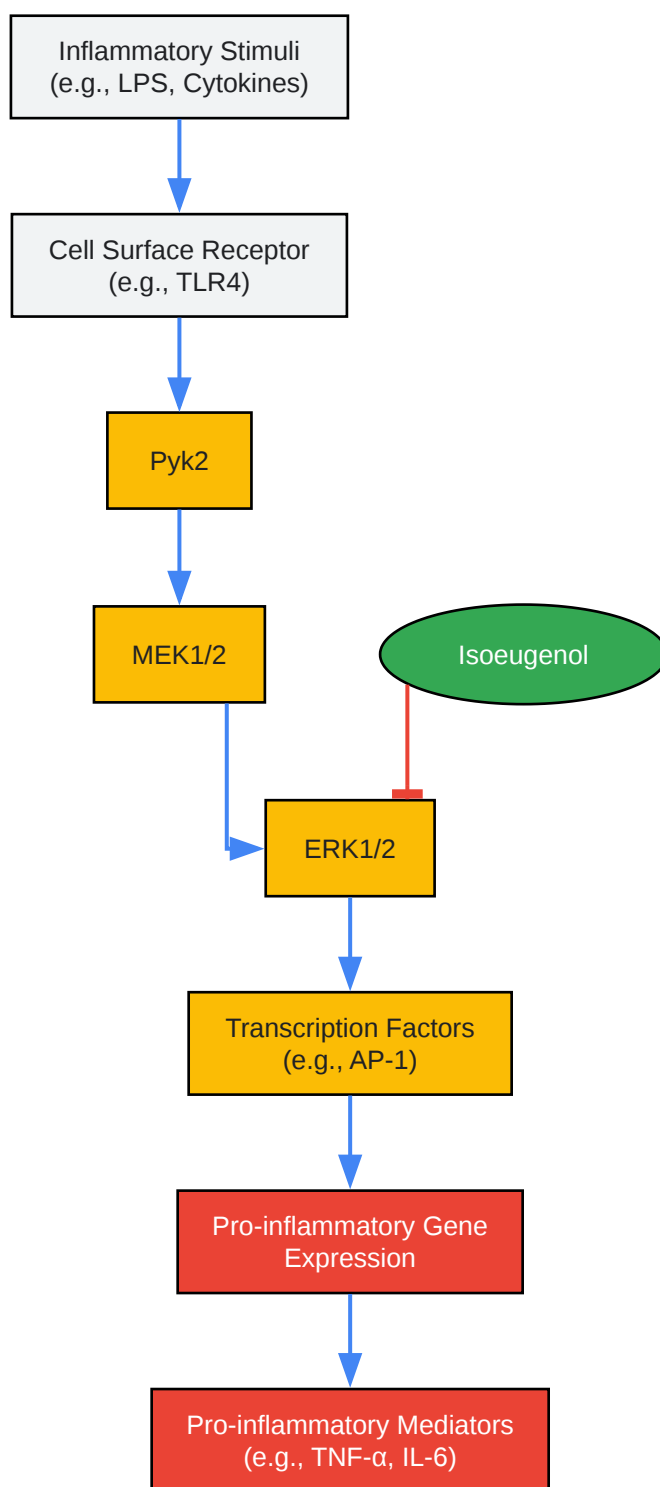 Inflammatory Stimuli
(e.g., LPS, Cytokines)
Cell Surface Receptor
(e.g., TLR4)
Pyk2
MEK1/2
Isoeugenol
ERK1/2
Transcription Factors
(e.g., AP-1)
Pro-inflammatory Gene
Expression
Pro-inflammatory Mediators
(e.g., TNF-α, IL-6)